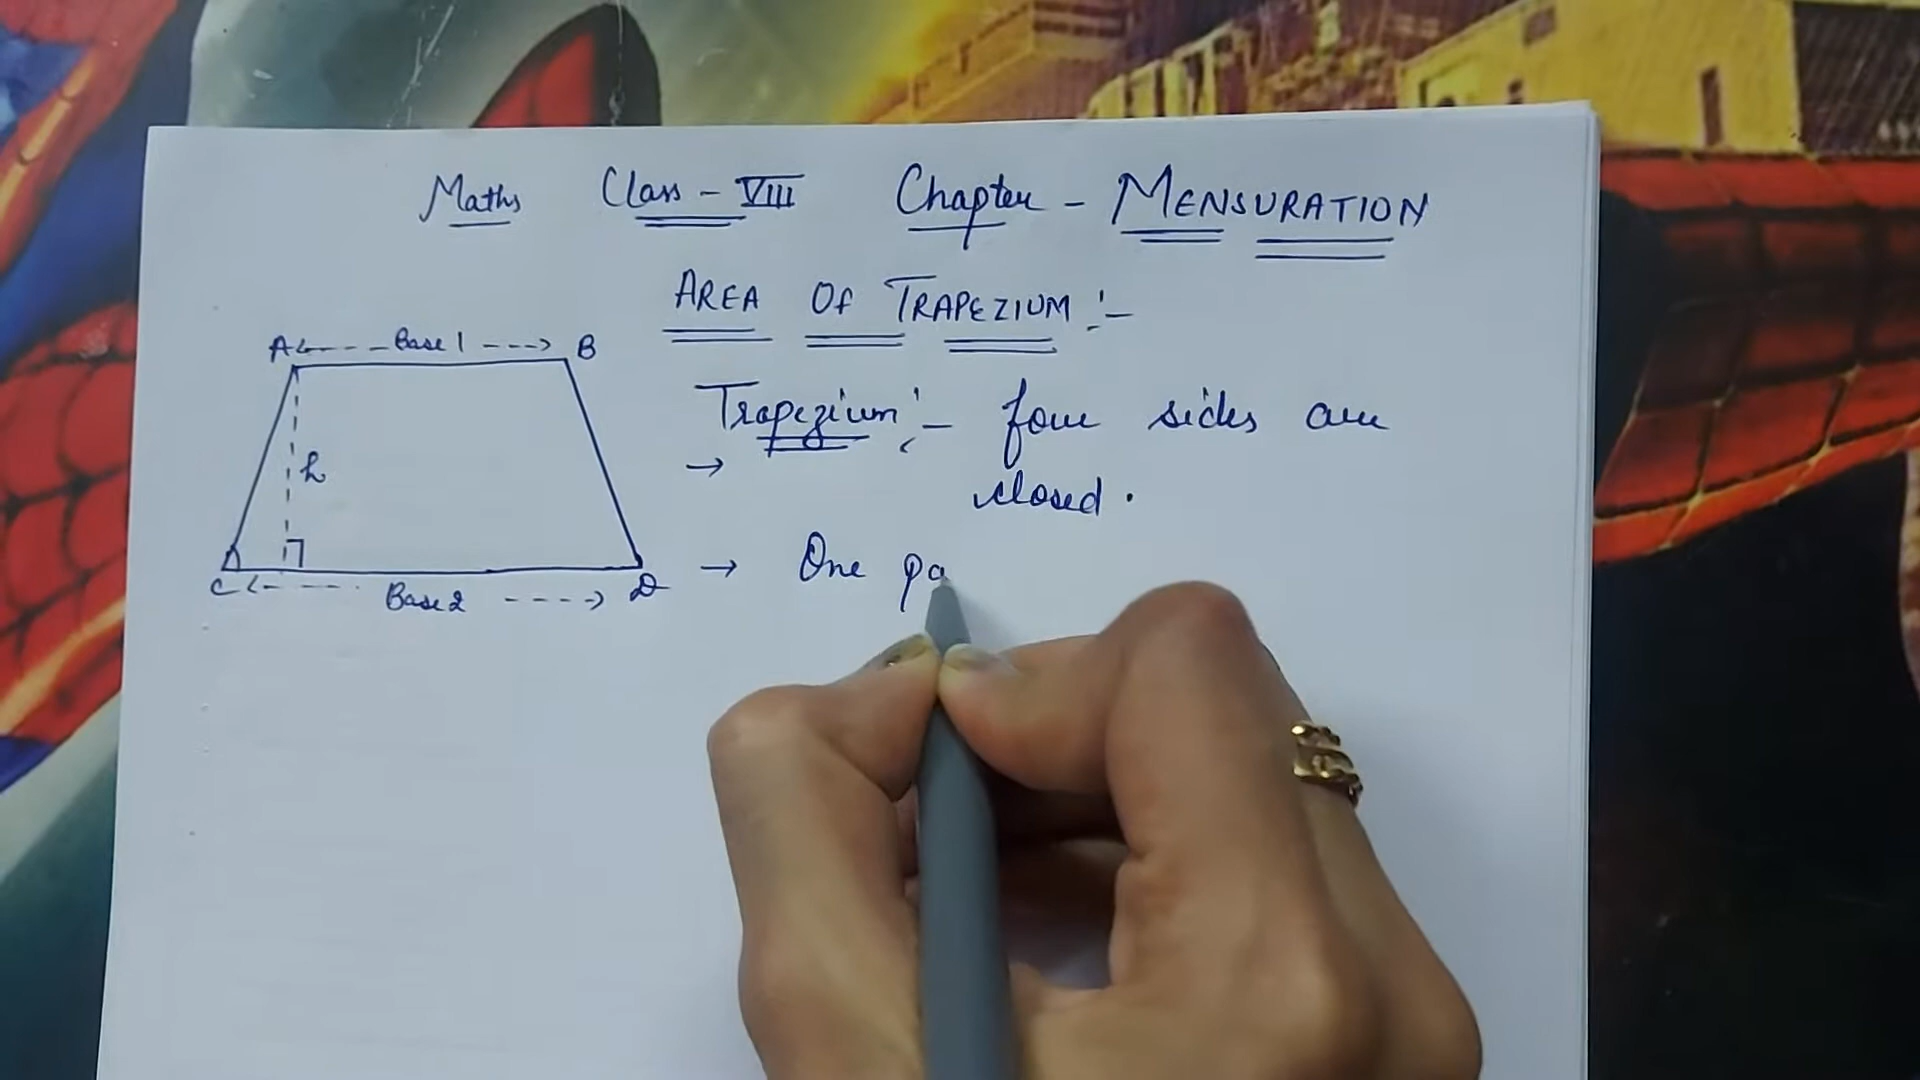 Maths Class - VIII Chapter - MENSURATION
AREA Of TRAPEZIUM :-
A <--- Base 1 ---> B
h
C <--- Base 2 ----> D
Trapezium :- four sides are
→ closed.
→ One pa